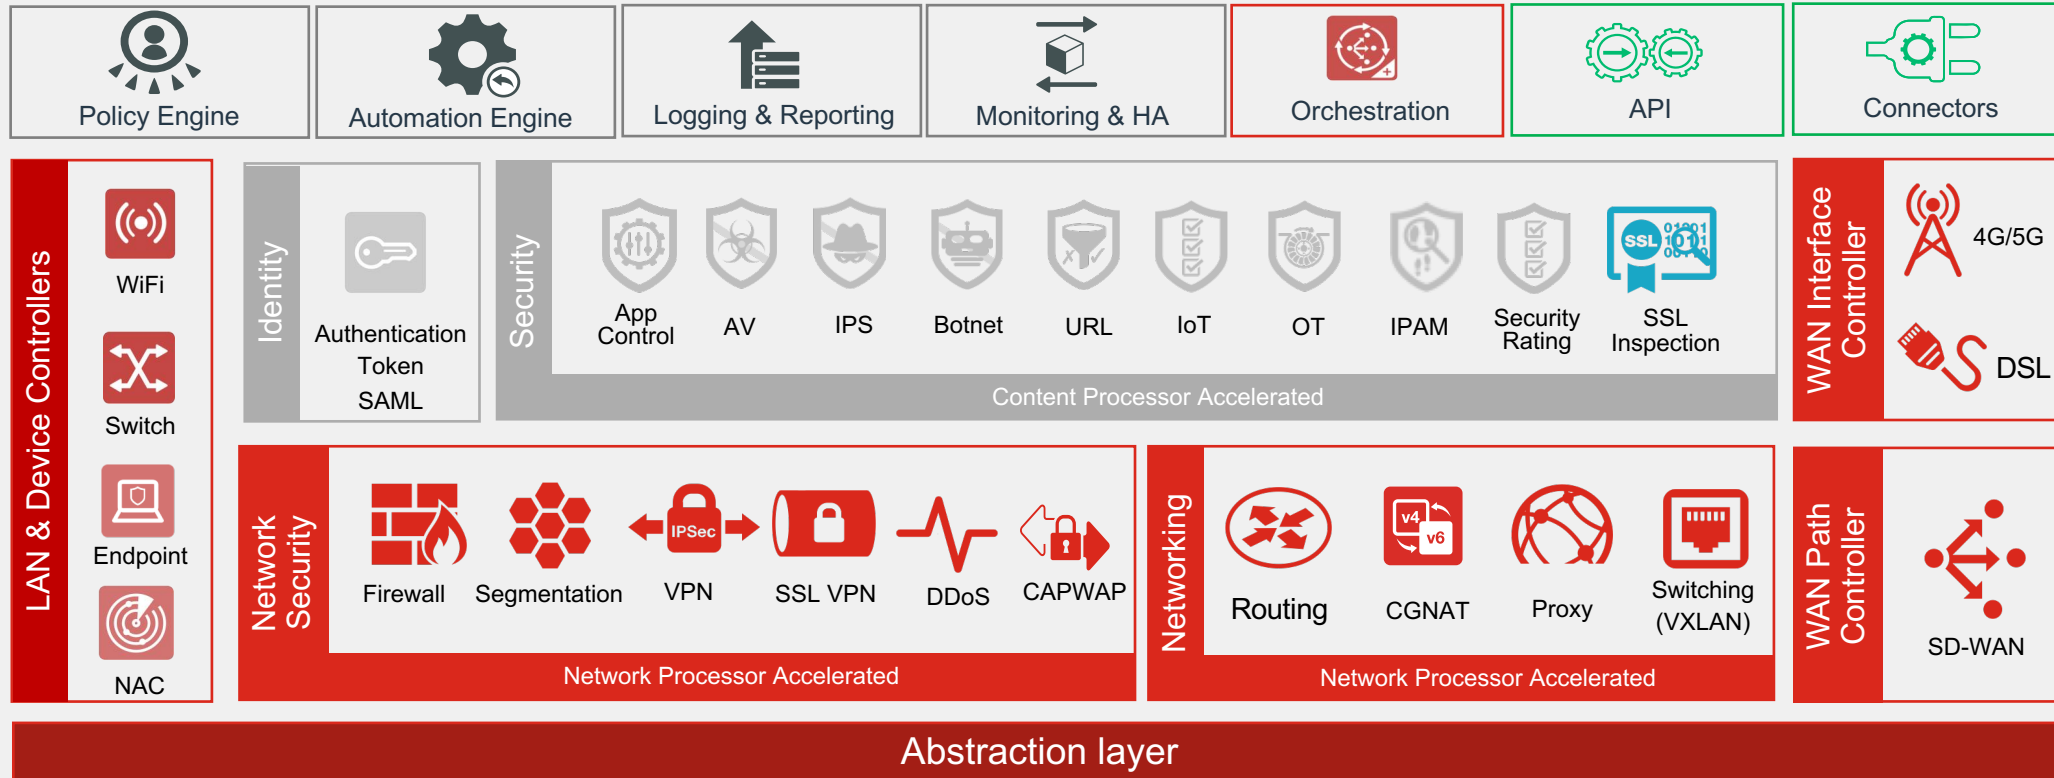 Policy Engine
Automation Engine
Logging & Reporting
Monitoring & HA
Orchestration
API
Connectors
LAN & Device Controllers
WiFi
Switch
Endpoint
NAC
Identity
Authentication
Token
SAML
Security
App
Control
AV
IPS
Botnet
URL
IoT
OT
IPAM
Security
Rating
SSL
SSL
Inspection
Content Processor Accelerated
WAN Interface
Controller
4G/5G
DSL
Network
Security
Firewall
Segmentation
IPSec
VPN
SSL VPN
DDoS
CAPWAP
Network Processor Accelerated
Networking
Routing
v4
v6
CGNAT
Proxy
Switching
(VXLAN)
Network Processor Accelerated
WAN Path
Controller
SD-WAN
Abstraction layer